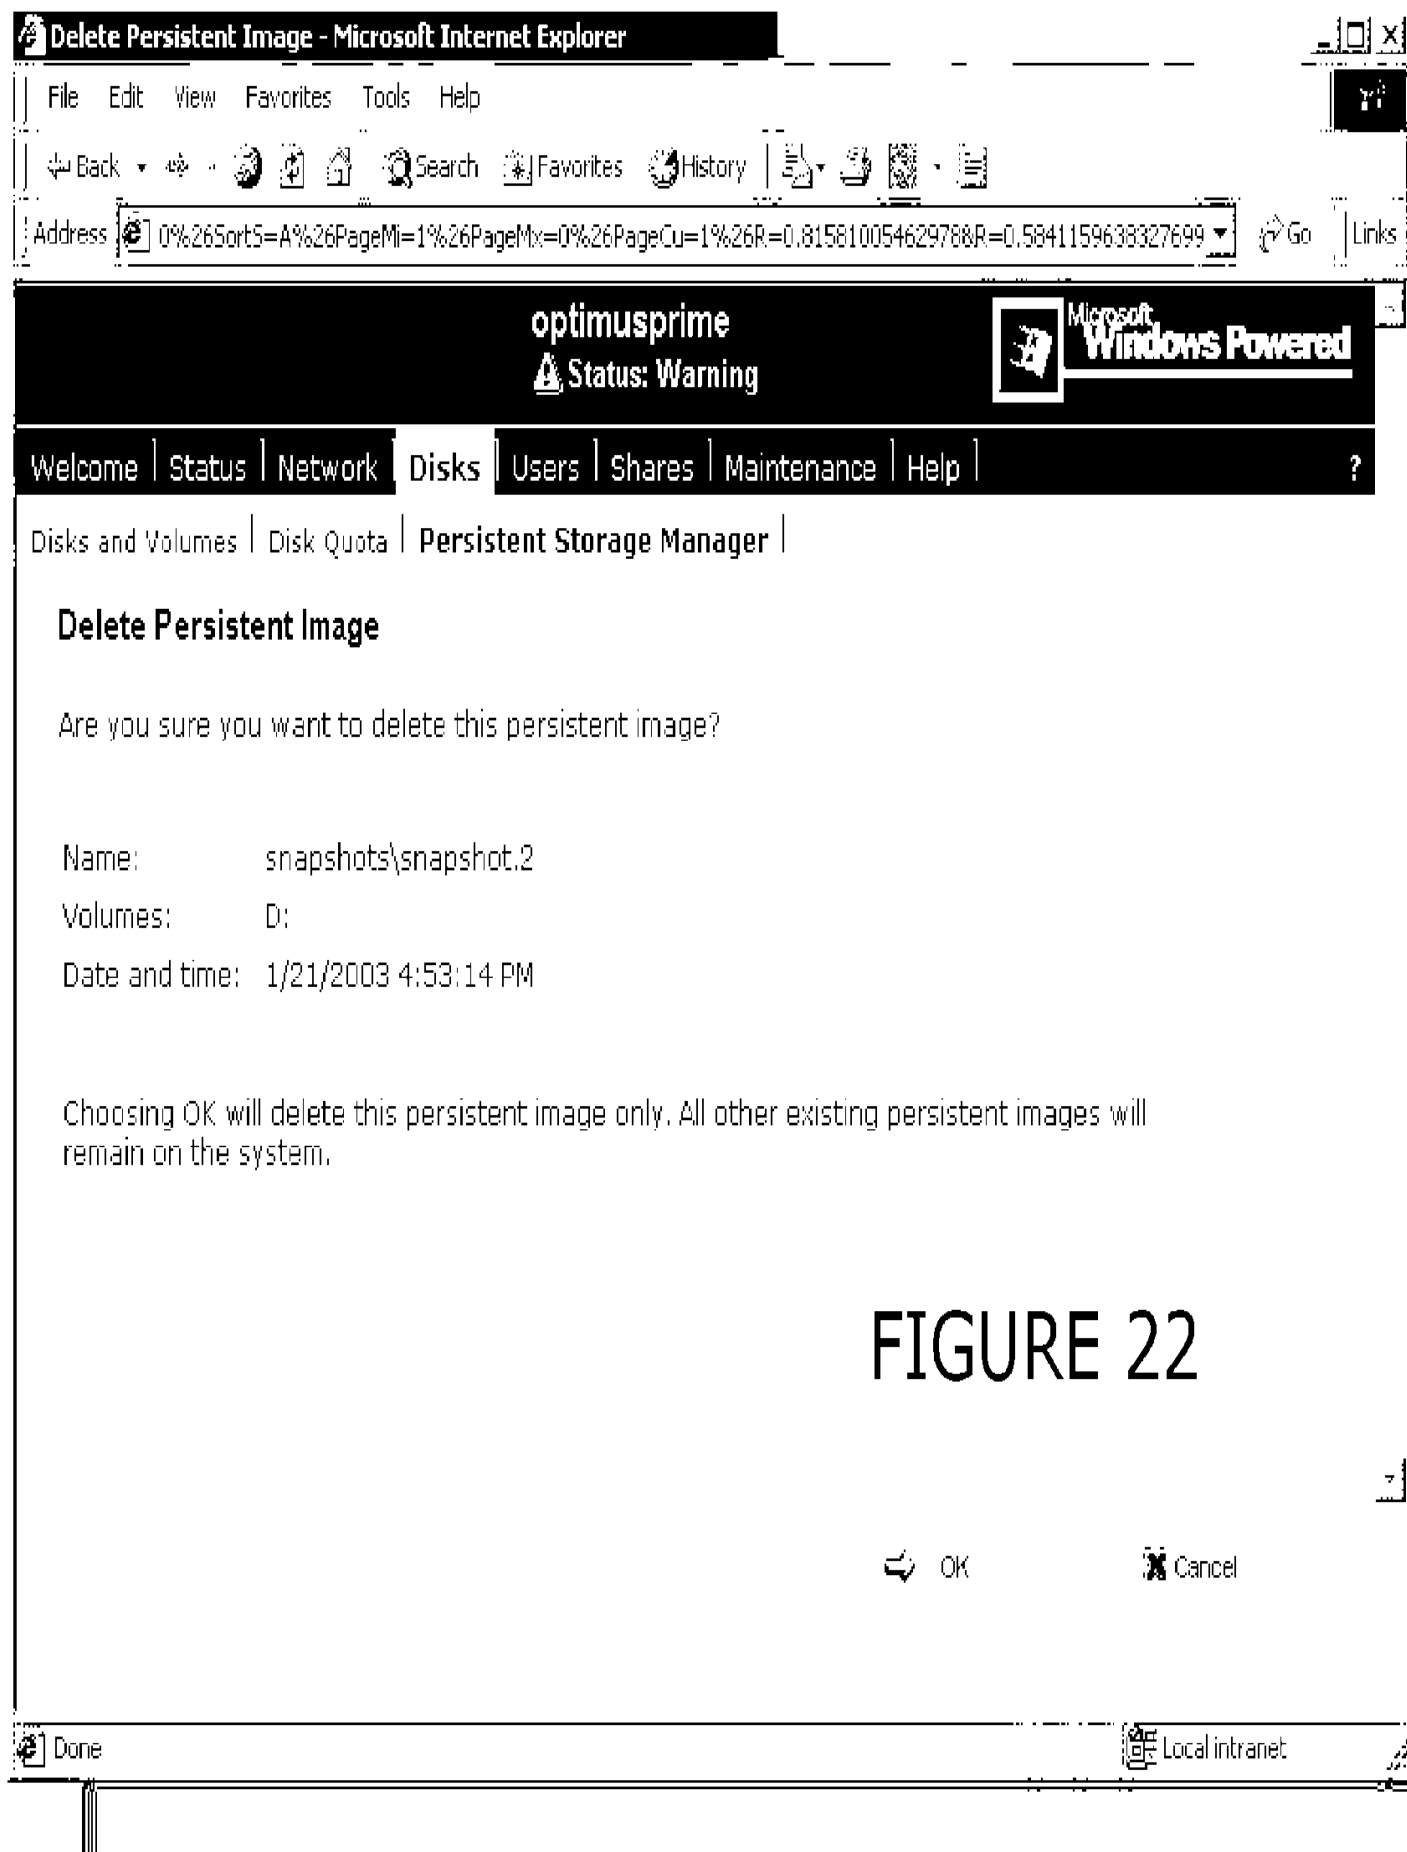 Delete Persistent Image - Microsoft Internet Explorer
File Edit View Favorites Tools Help
Back Search Favorites History
Address 0%26SortS=A%26PageMi=1%26PageMx=0%26PageCu=1%26R=0.81581005462978&R=0.5841159638327699 Go Links
optimusprime
Status: Warning
Microsoft
Windows Powered
Welcome Status Network Disks Users Shares Maintenance Help ?
Disks and Volumes Disk Quota Persistent Storage Manager
Delete Persistent Image
Are you sure you want to delete this persistent image?
Name: snapshots\snapshot.2
Volumes: D:
Date and time: 1/21/2003 4:53:14 PM
Choosing OK will delete this persistent image only. All other existing persistent images will
remain on the system.
FIGURE 22
OK Cancel
Done Local intranet